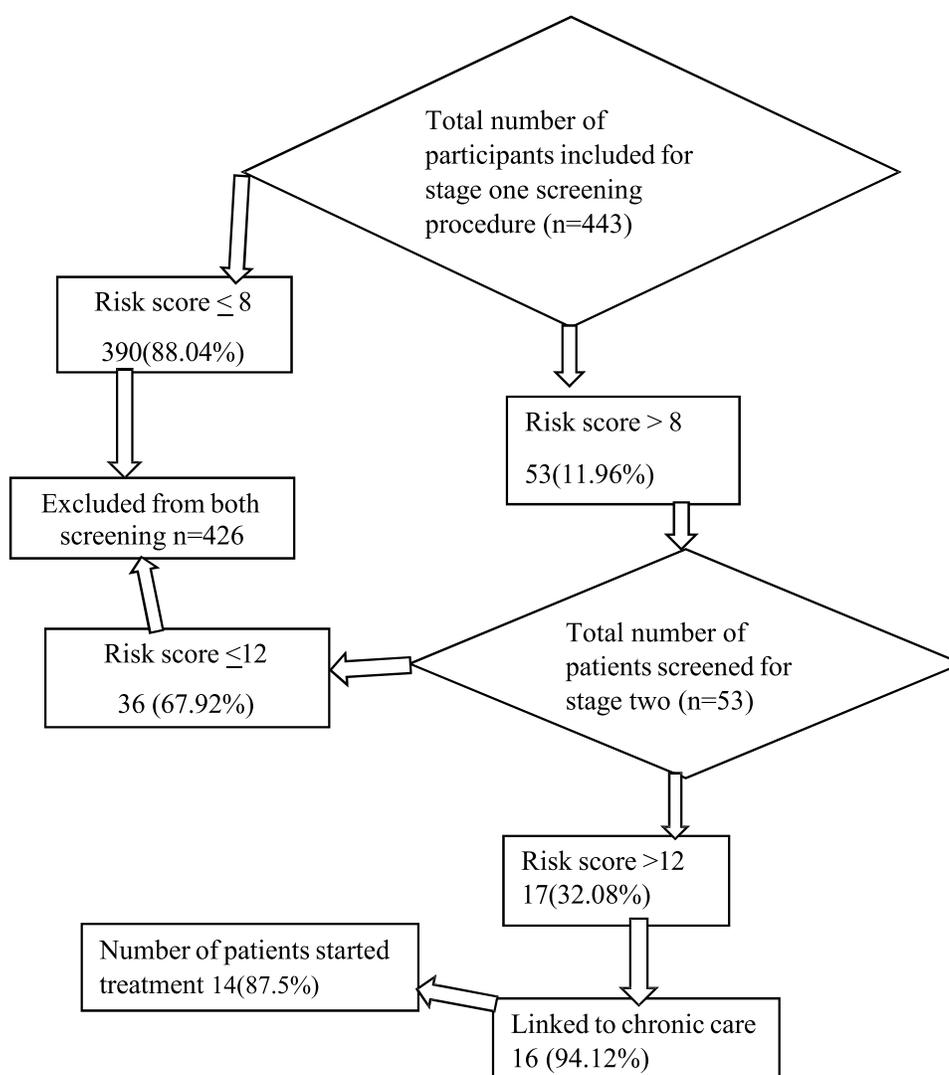 Total number of
participants included for
stage one screening
procedure (n=443)
Risk score ≤ 8
390(88.04%)
Risk score > 8
53(11.96%)
Excluded from both
screening n=426
Total number of
patients screened for
stage two (n=53)
Risk score ≤12
36 (67.92%)
Risk score >12
17(32.08%)
Number of patients started
treatment 14(87.5%)
Linked to chronic care
16 (94.12%)